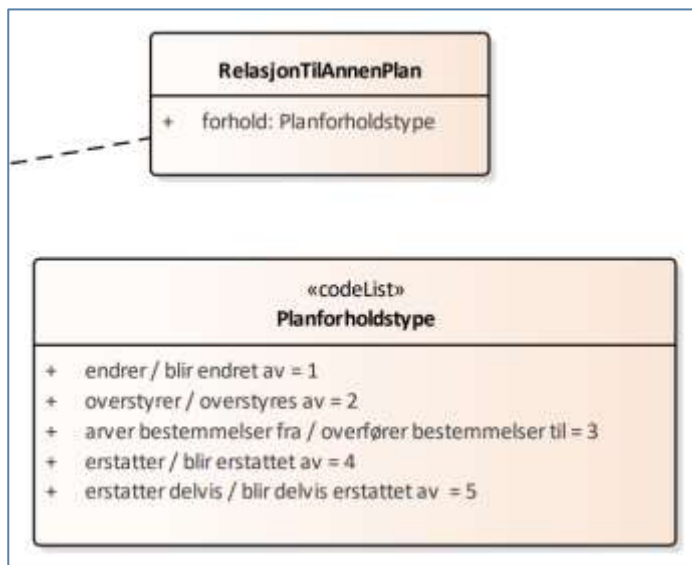 RelasjonTilAnnenPlan
+ forhold: Planforholdstype
«codeList»
Planforholdstype
+ endrer / blir endret av = 1
+ overstyrer / overstyres av = 2
+ arver bestemmelser fra / overfører bestemmelser til = 3
+ erstatter / blir erstattet av = 4
+ erstatter delvis / blir delvis erstattet av = 5